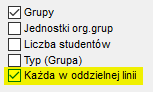 Grupy
Jednostki org.grup
Liczba studentów
Typ (Grupa)
Każda w oddzielnej linii